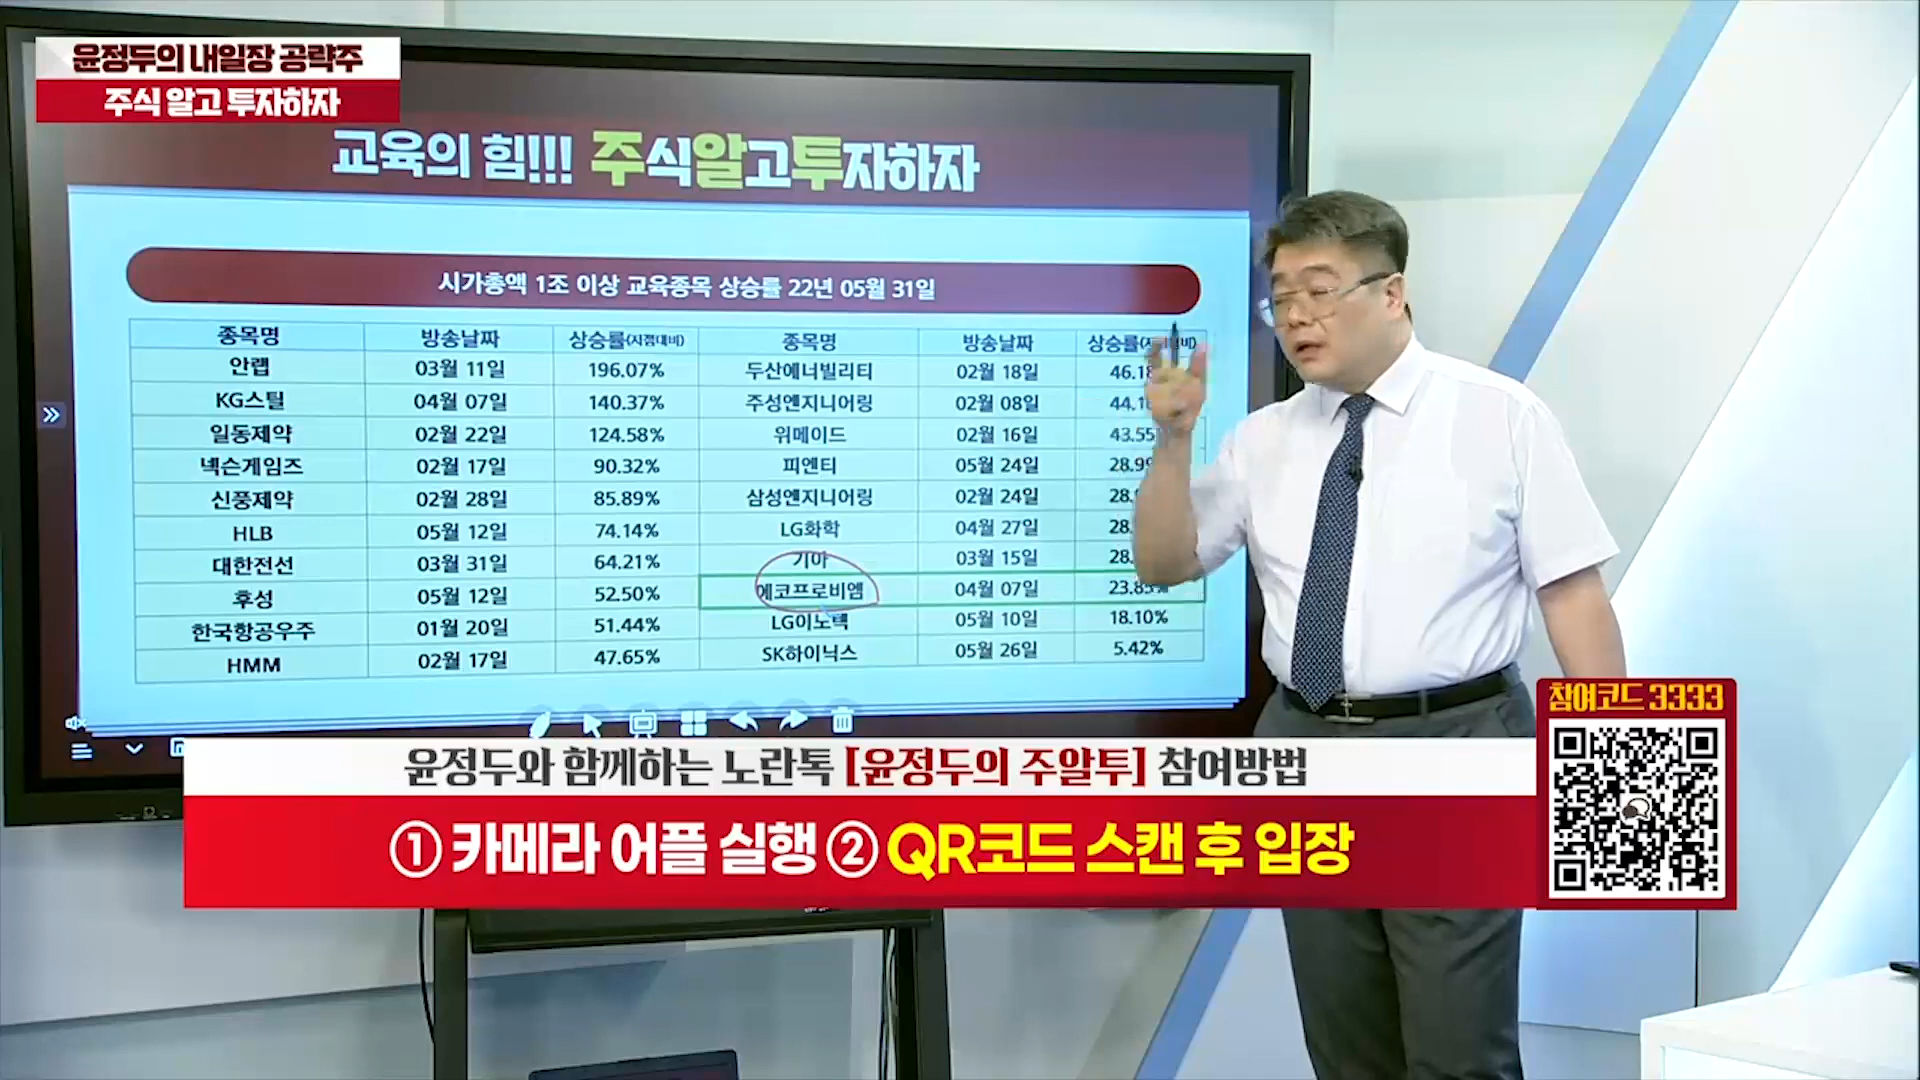 윤정두의 내일장 공략주
주식 알고 투자하자
교육의 힘!!! 주식알고투자하자
시가총액 1조 이상 교육종목 상승률 22년 05월 31일
종목명 방송날짜 상승률(저점대비) 종목명 방송날짜
안랩 03월 11일 196.07% 두산에너빌리티 02월 18일
KG스틸 04월 07일 140.37% 주성엔지니어링 02월 08일
일동제약 02월 22일 124.58% 위메이드 02월 16일 43.55
넥슨게임즈 02월 17일 90.32% 피엔티 05월 24일
신풍제약 02월 28일 85.89% 삼성엔지니어링 02월 24일
HLB 05월 12일 74.14% LG화학 04월 27일
대한전선 03월 31일 64.21% 기아 03월 15일
후성 05월 12일 52.50% 에코프로비엠 04월 07일
한국항공우주 01월 20일 51.44% LG이노텍 05월 10일 18.10%
HMM 02월 17일 47.65% SK하이닉스 05월 26일 5.42%
윤정두와 함께하는 노란톡 [윤정두의 주알투] 참여방법
① 카메라 어플 실행 ② QR코드 스캔 후 입장
참여코드 3333